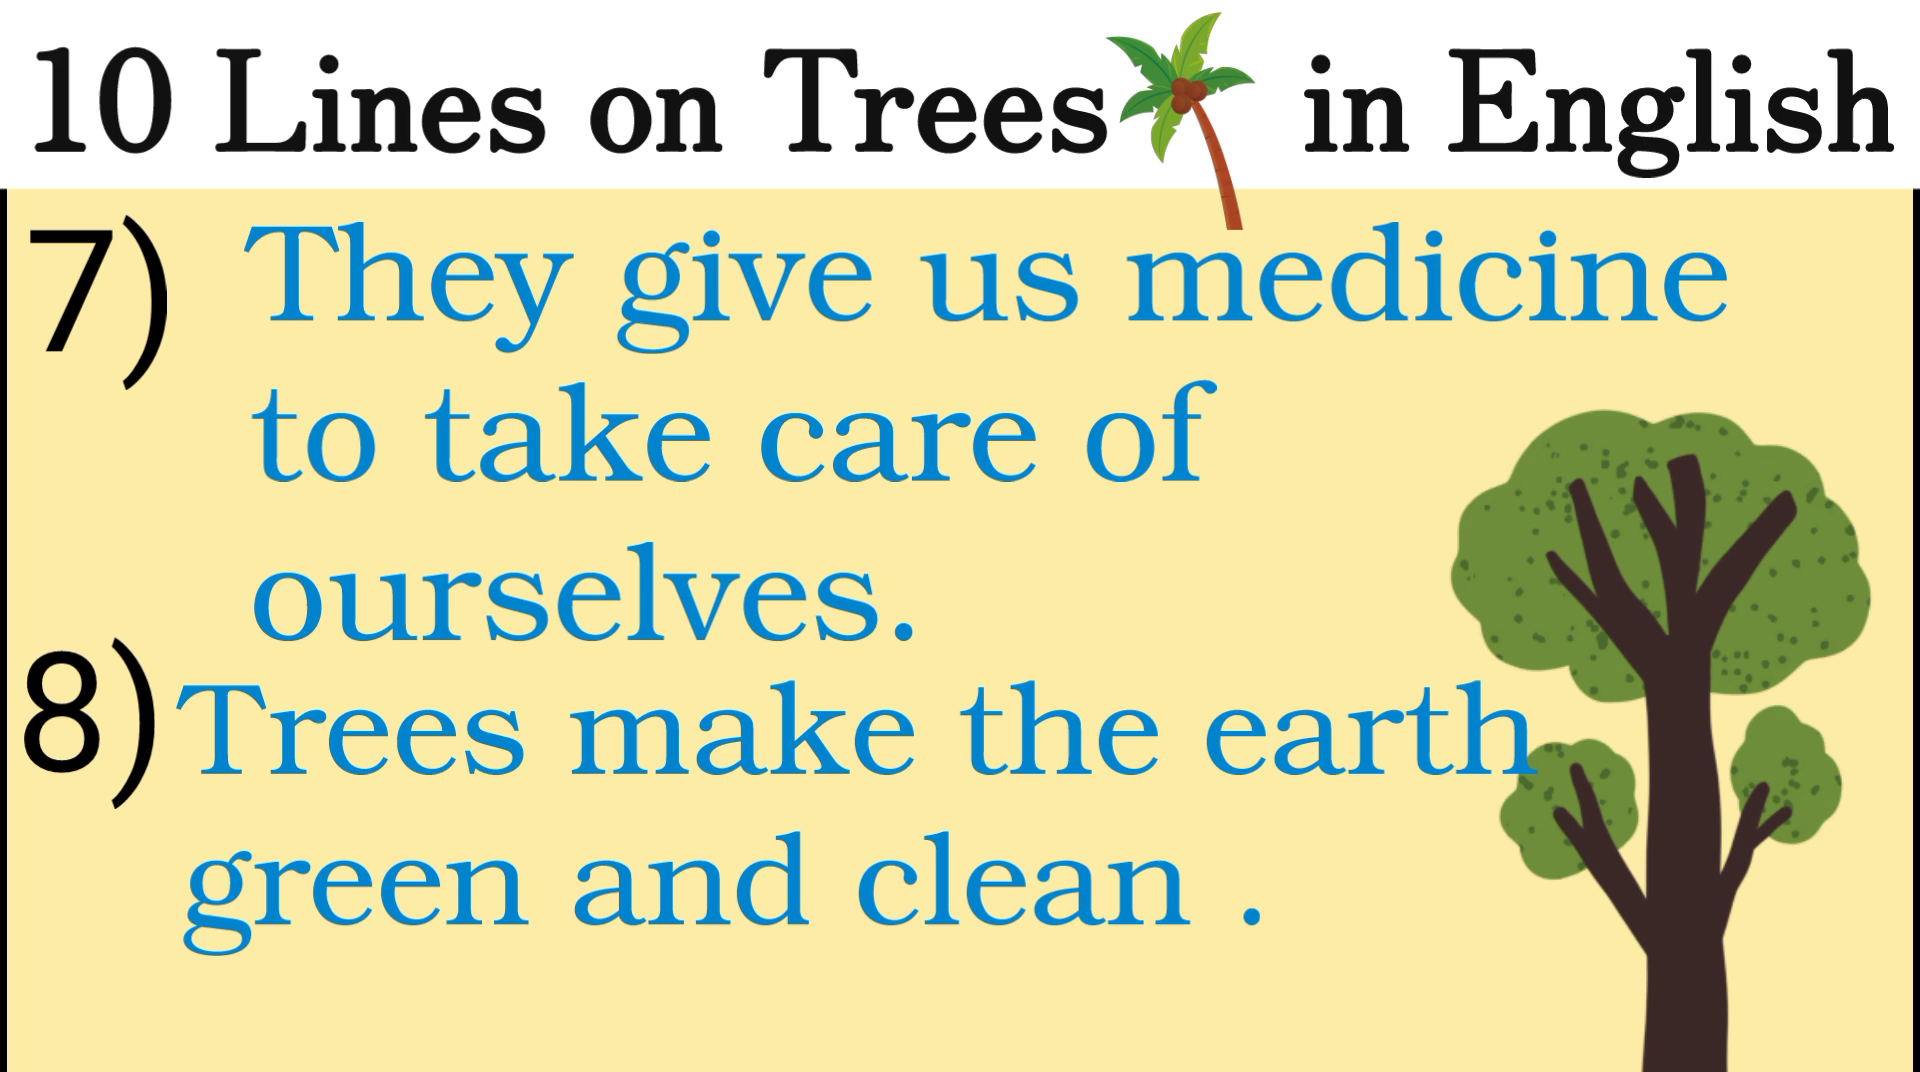 10 Lines on Trees in English
7) They give us medicine
to take care of
ourselves.
8) Trees make the earth
green and clean .